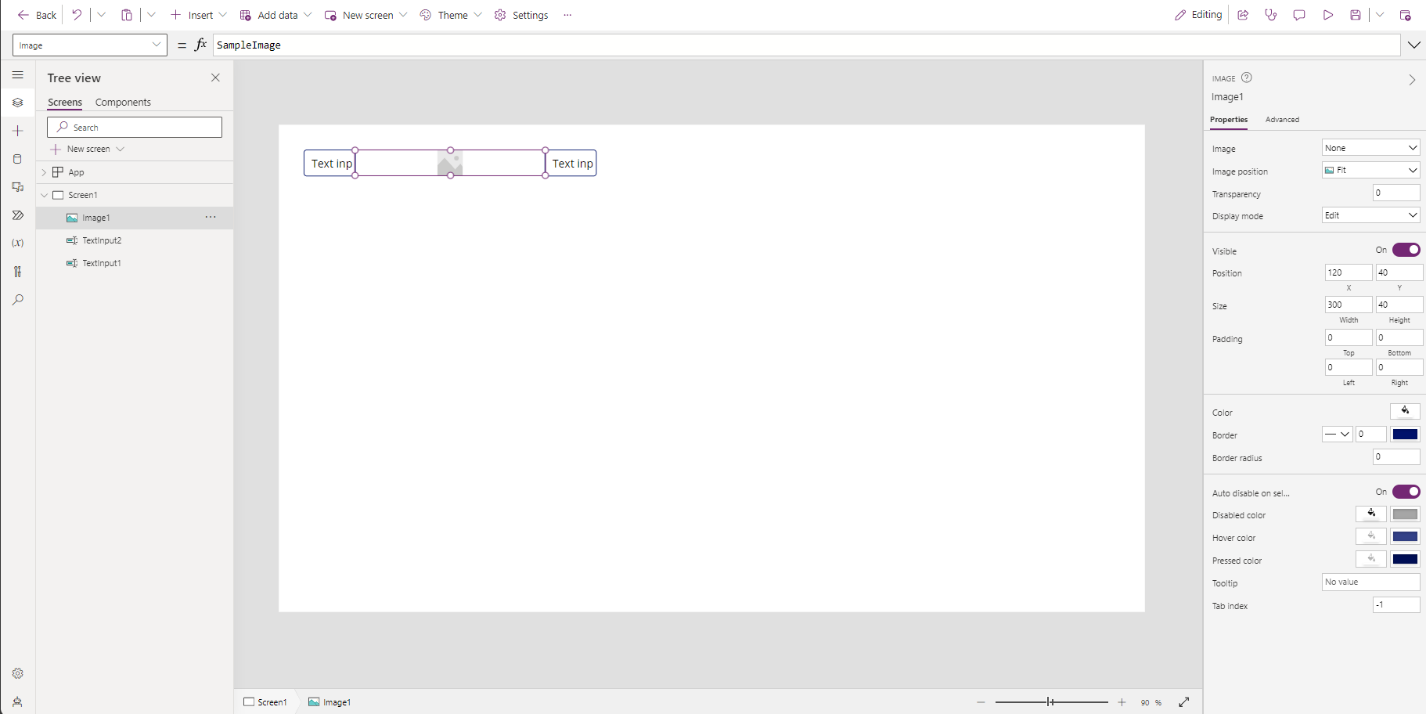 Back Insert Add data New screen Theme Settings ··· Editing
Image = fx SampleImage
Tree view
Screens Components
Search
New screen
App
Screen1
Image1 ···
TextInput2
TextInput1
Text inp Text inp
Screen1 Image1 90 %
IMAGE
Image1
Properties Advanced
Image None
Image position Fit
Transparency 0
Display mode Edit
Visible On
Position 120 40
X Y
Size 300 40
Width Height
Padding 0 0
Top Bottom
0 0
Left Right
Color
Border 0
Border radius 0
Auto disable on sel... On
Disabled color
Hover color
Pressed color
Tooltip No value
Tab index -1